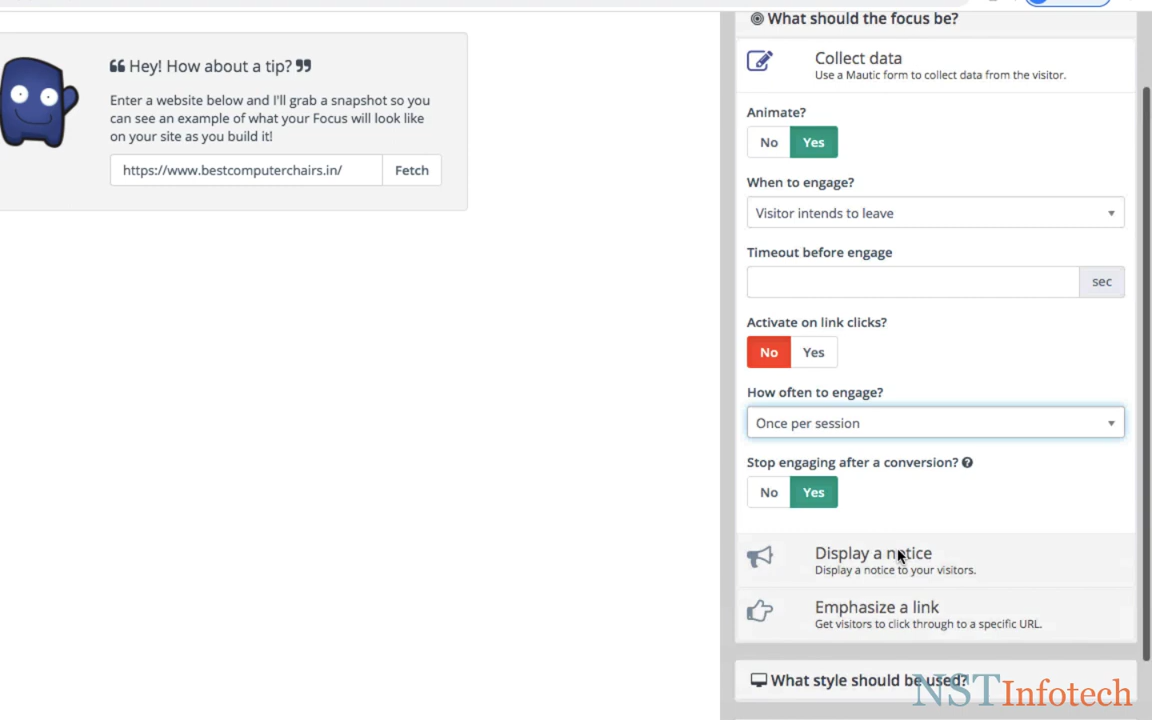 Hey! How about a tip?
Enter a website below and I'll grab a snapshot so you
can see an example of what your Focus will look like
on your site as you build it!
https://www.bestcomputerchairs.in/ Fetch
What should the focus be?
Collect data
Use a Mautic form to collect data from the visitor.
Animate?
No Yes
When to engage?
Visitor intends to leave
Timeout before engage
sec
Activate on link clicks?
No Yes
How often to engage?
Once per session
Stop engaging after a conversion?
No Yes
Display a notice
Display a notice to your visitors.
Emphasize a link
Get visitors to click through to a specific URL.
What style should be used?
NSTInfotech